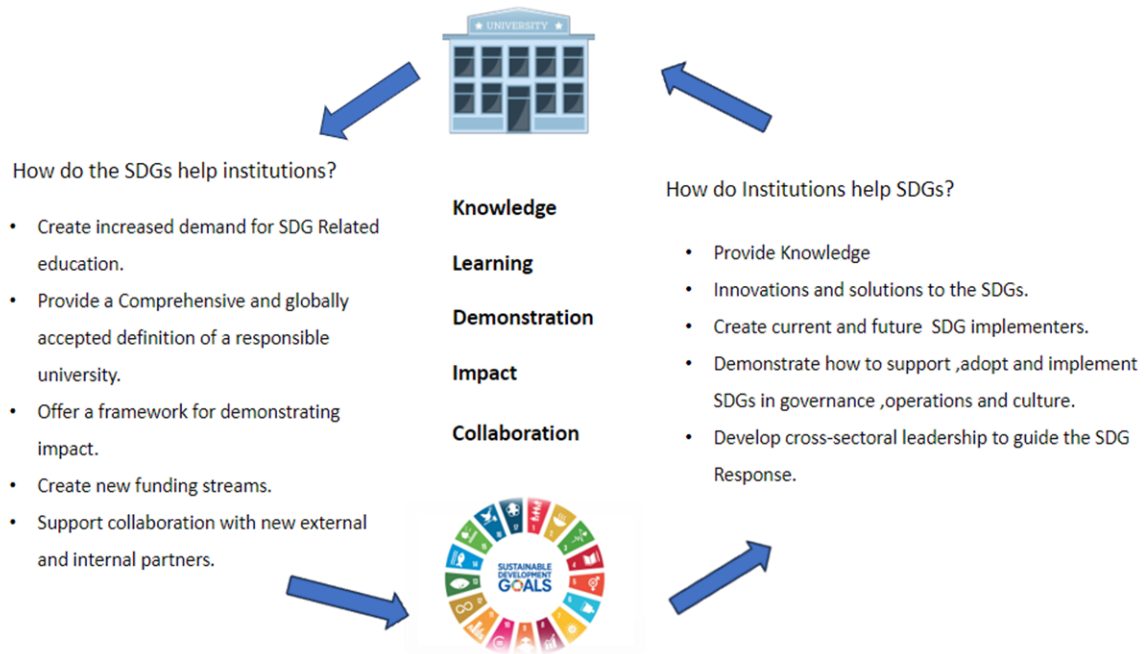 ★ UNIVERSITY ★
How do the SDGs help institutions?
• Create increased demand for SDG Related
education.
• Provide a Comprehensive and globally
accepted definition of a responsible
university.
• Offer a framework for demonstrating
impact.
• Create new funding streams.
• Support collaboration with new external
and internal partners.
Knowledge
Learning
Demonstration
Impact
Collaboration
How do Institutions help SDGs?
• Provide Knowledge
• Innovations and solutions to the SDGs.
• Create current and future SDG implementers.
• Demonstrate how to support ,adopt and implement
SDGs in governance ,operations and culture.
• Develop cross-sectoral leadership to guide the SDG
Response.
SUSTAINABLE
DEVELOPMENT
GOALS